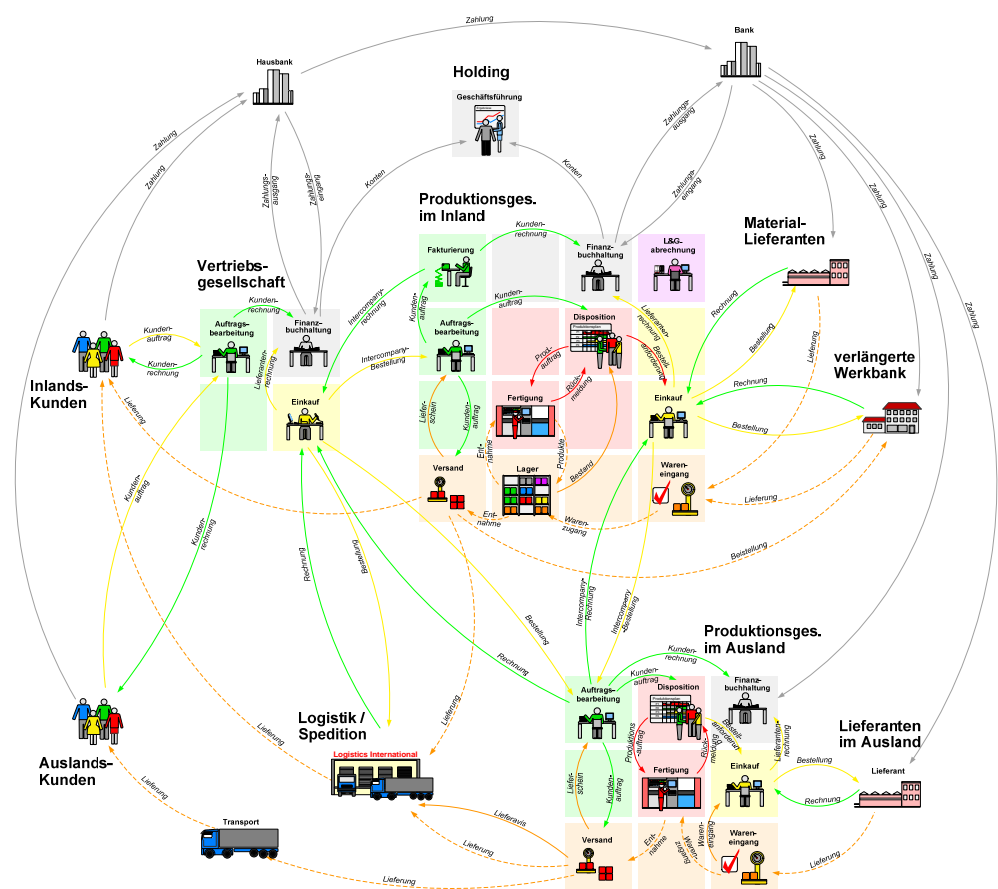 Zahlung
Bank
Hausbank
Holding
Geschäftsführung
Zahlungs-
ausgang
Zahlung
Zahlung
Zahlung
Zahlung
Zahlung
Zahlung
Zahlungs-
ausgang
Zahlungs-
eingang
Konten
Konten
Zahlungs-
eingang
Produktionsges.
im Inland
Kunden-
rechnung
Fakturierung
Finanz-
buchhaltung
L&G-
abrechnung
Material-
Lieferanten
Vertriebs-
gesellschaft
Kunden-
rechnung
Intercompany-
rechnung
Kunden-
auftrag
Kunden-
auftrag
Lieferanten-
rechnung
Rechnung
Bestellung
Lieferung
Kunden-
auftrag
Kunden-
rechnung
Auftrags-
bearbeitung
Finanz-
buchhaltung
Lieferanten-
rechnung
Intercompany-
Bestellung
Auftrags-
bearbeitung
Disposition
Prod-
auftrag
Rück-
meldung
Bestell-
anforderung
verlängerte
Werkbank
Inlands-
Kunden
Einkauf
Liefer-
schein
Kunden-
auftrag
Fertigung
Einkauf
Rechnung
Bestellung
Lieferung
Ent-
nahme
Produkte
Bestand
Versand
Lager
Waren-
eingang
Lieferung
Ent-
nahme
Waren-
zugang
Beistellung
Kunden-
auftrag
Kunden-
rechnung
Rechnung
Bestellung
Bestellung
Rechnung
Intercompany-
Rechnung
Intercompany
-Bestellung
Lieferung
Lieferung
Produktionsges.
im Ausland
Kunden-
rechnung
Kunden-
auftrag
Auftrags-
bearbeitung
Disposition
Finanz-
buchhaltung
Produktions
-auftrag
Rück-
meldung
Bestell-
anforderung
Lieferanten-
rechnung
Lieferanten
im Ausland
Auslands-
Kunden
Logistik /
Spedition
Logistics International
Liefer-
schein
Kunden-
auftrag
Fertigung
Einkauf
Bestellung
Rechnung
Lieferant
Lieferung
Transport
Lieferavis
Lieferung
Lieferung
Versand
Ent-
nahme
Waren-
zugang
Waren-
eingang
Waren-
eingang
Lieferung